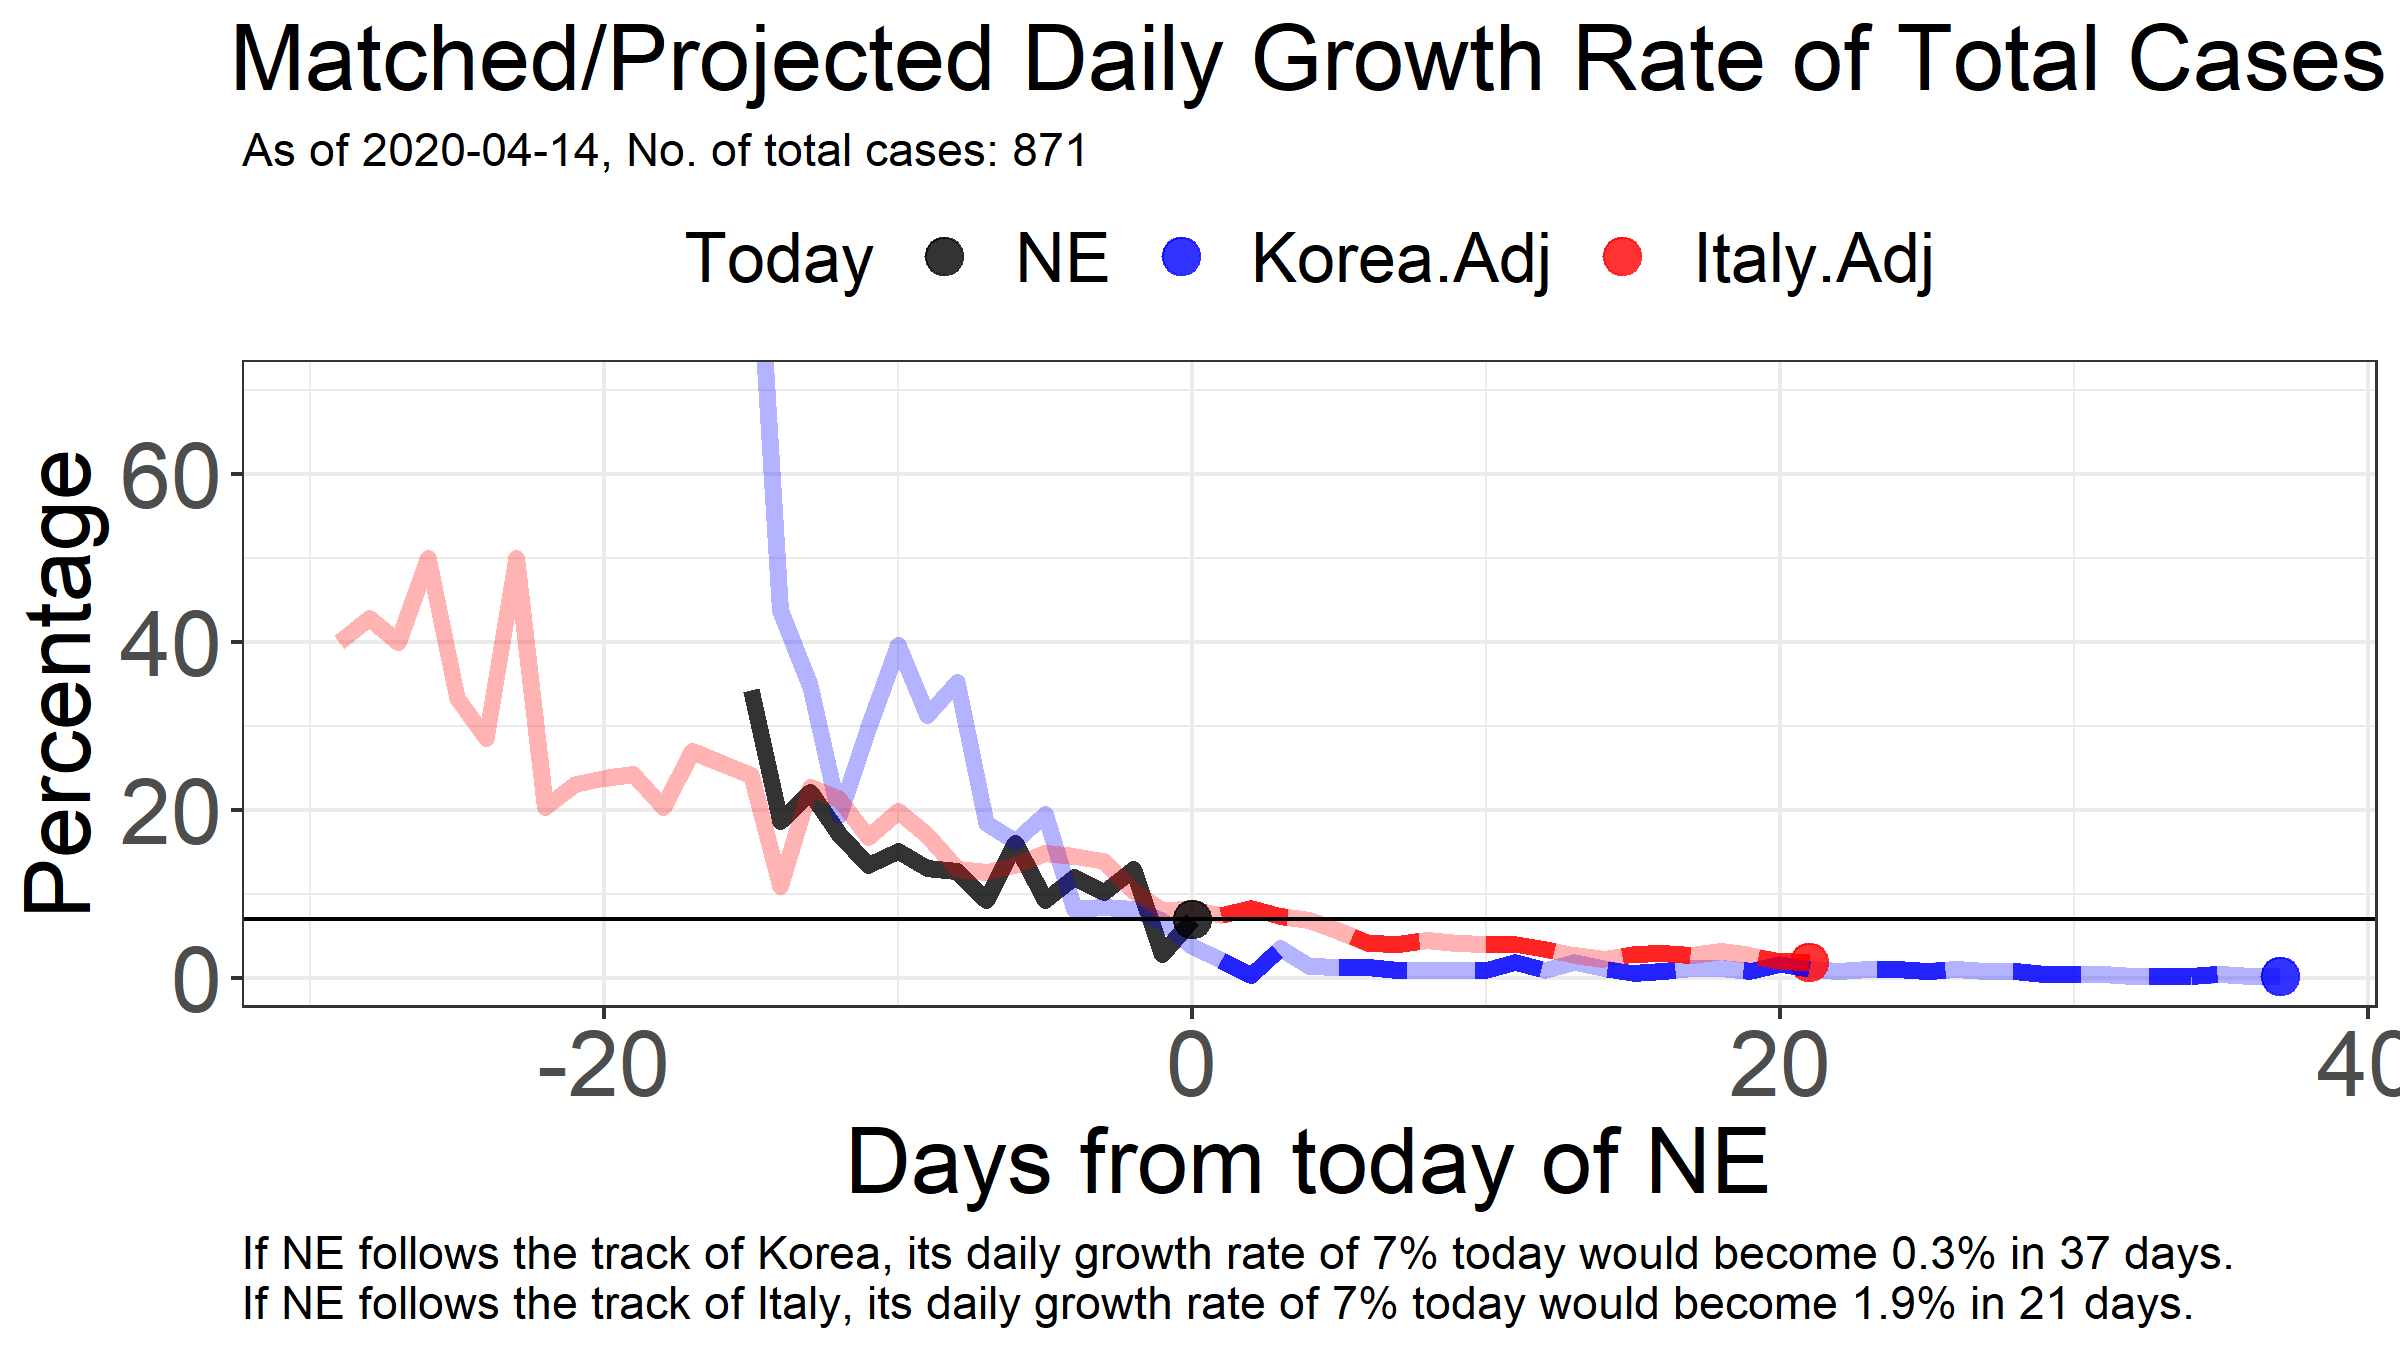 Matched/Projected Daily Growth Rate of Total Cases
As of 2020-04-14, No. of total cases: 871
Today NE Korea.Adj Italy.Adj
Percentage
60
40
20
0
-20 0 20 40
Days from today of NE
If NE follows the track of Korea, its daily growth rate of 7% today would become 0.3% in 37 days.
If NE follows the track of Italy, its daily growth rate of 7% today would become 1.9% in 21 days.